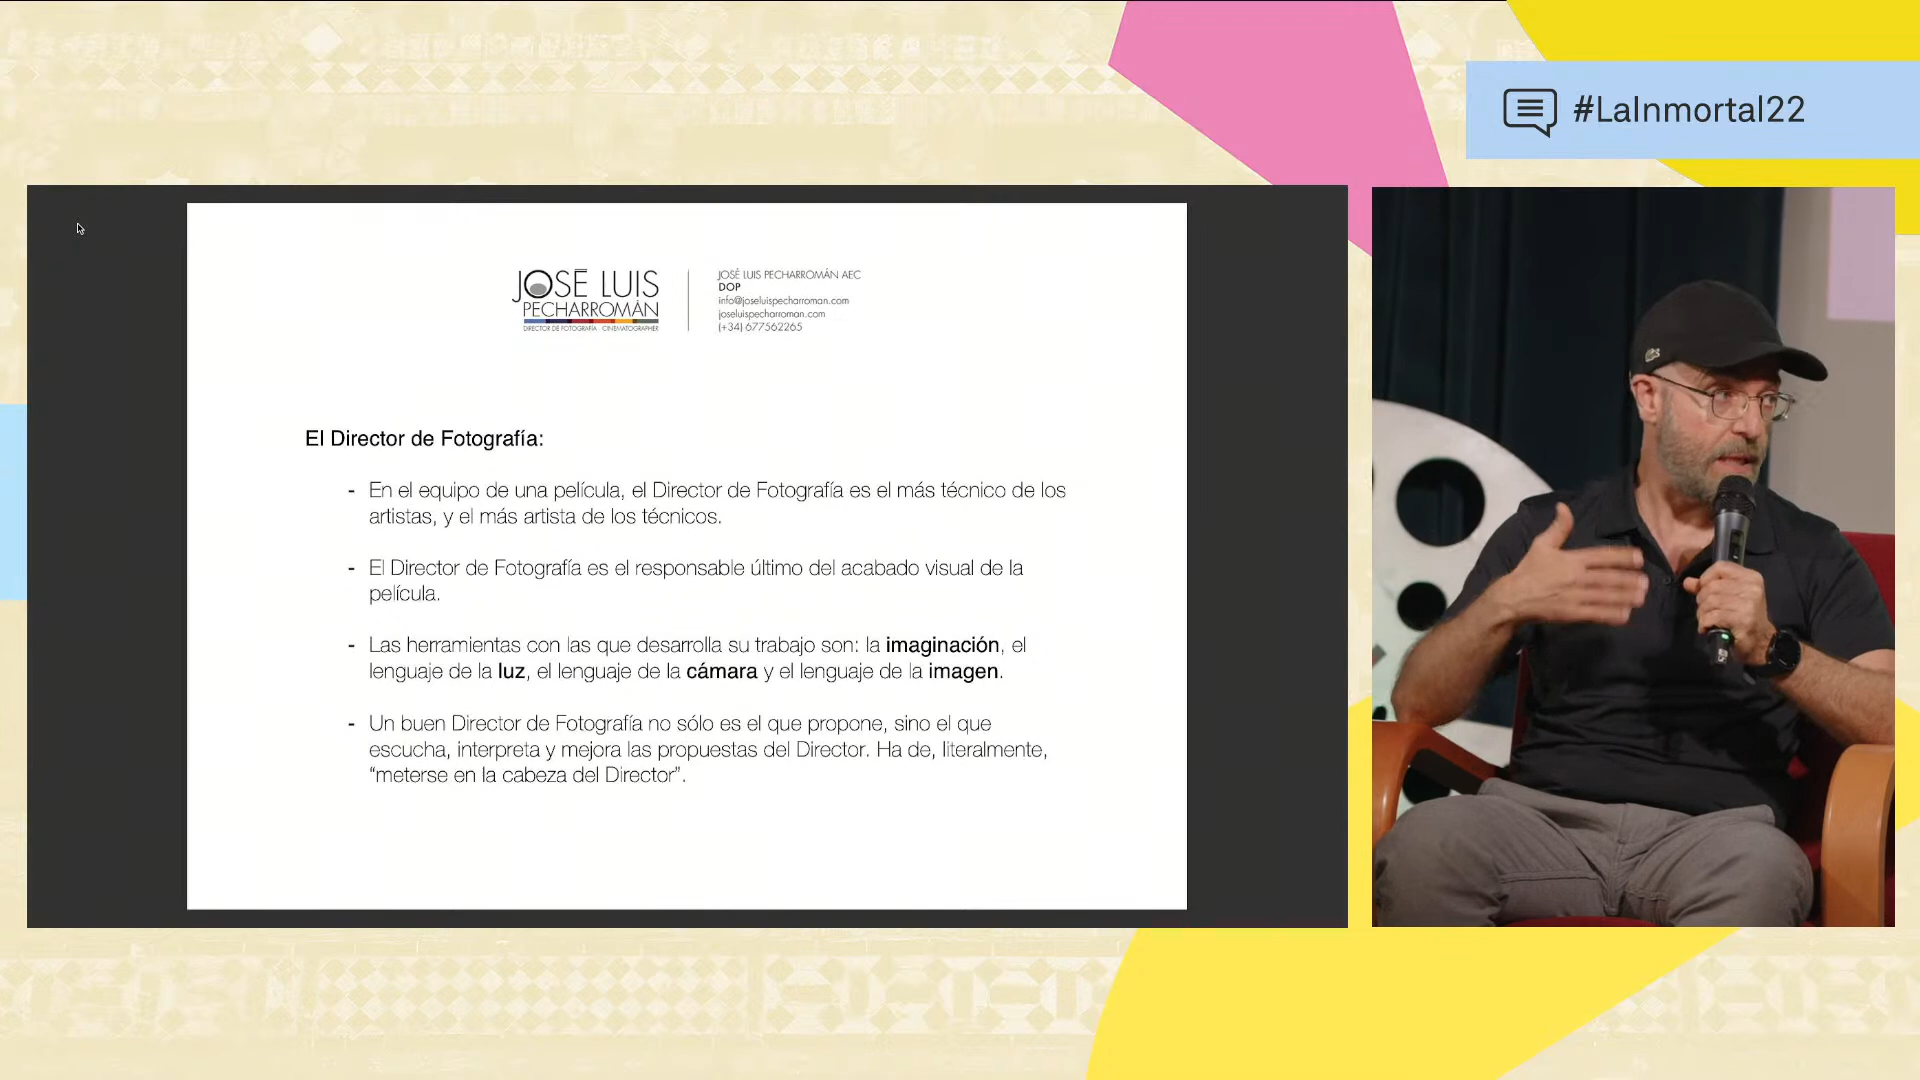 #LaInmortal22
JOSÉ LUIS
PECHARROMÁN
DIRECTOR DE FOTOGRAFÍA · CINEMATOGRAPHER
JOSÉ LUIS PECHARROMÁN AEC
DOP
info@joseluispecharroman.com
joseluispecharroman.com
(+34) 677562265
El Director de Fotografía:
- En el equipo de una película, el Director de Fotografía es el más técnico de los
artistas, y el más artista de los técnicos.
- El Director de Fotografía es el responsable último del acabado visual de la
película.
- Las herramientas con las que desarrolla su trabajo son: la imaginación, el
lenguaje de la luz, el lenguaje de la cámara y el lenguaje de la imagen.
- Un buen Director de Fotografía no sólo es el que propone, sino el que
escucha, interpreta y mejora las propuestas del Director. Ha de, literalmente,
“meterse en la cabeza del Director”.